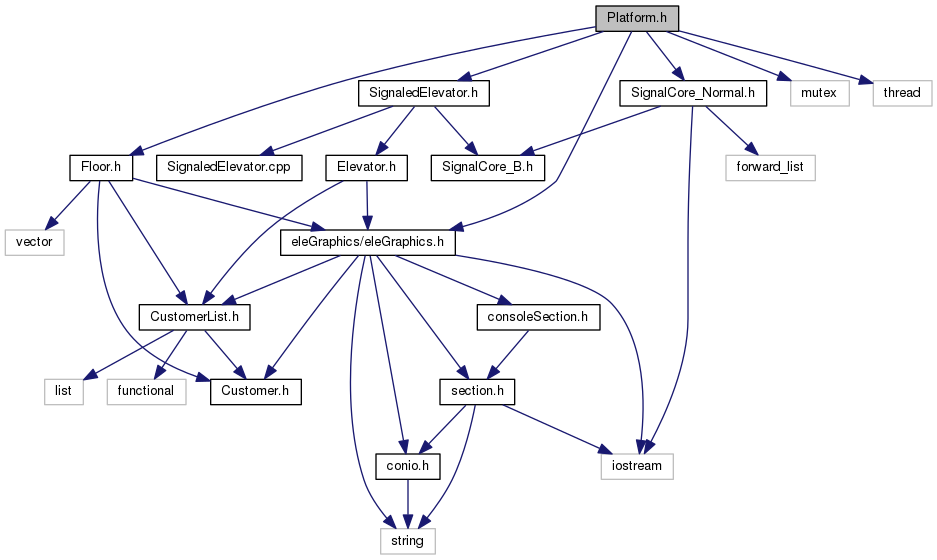 Platform.h
SignaledElevator.h
SignalCore_Normal.h
mutex
thread
Floor.h
SignaledElevator.cpp
Elevator.h
SignalCore_B.h
forward_list
vector
eleGraphics/eleGraphics.h
CustomerList.h
consoleSection.h
list
functional
Customer.h
section.h
conio.h
iostream
string